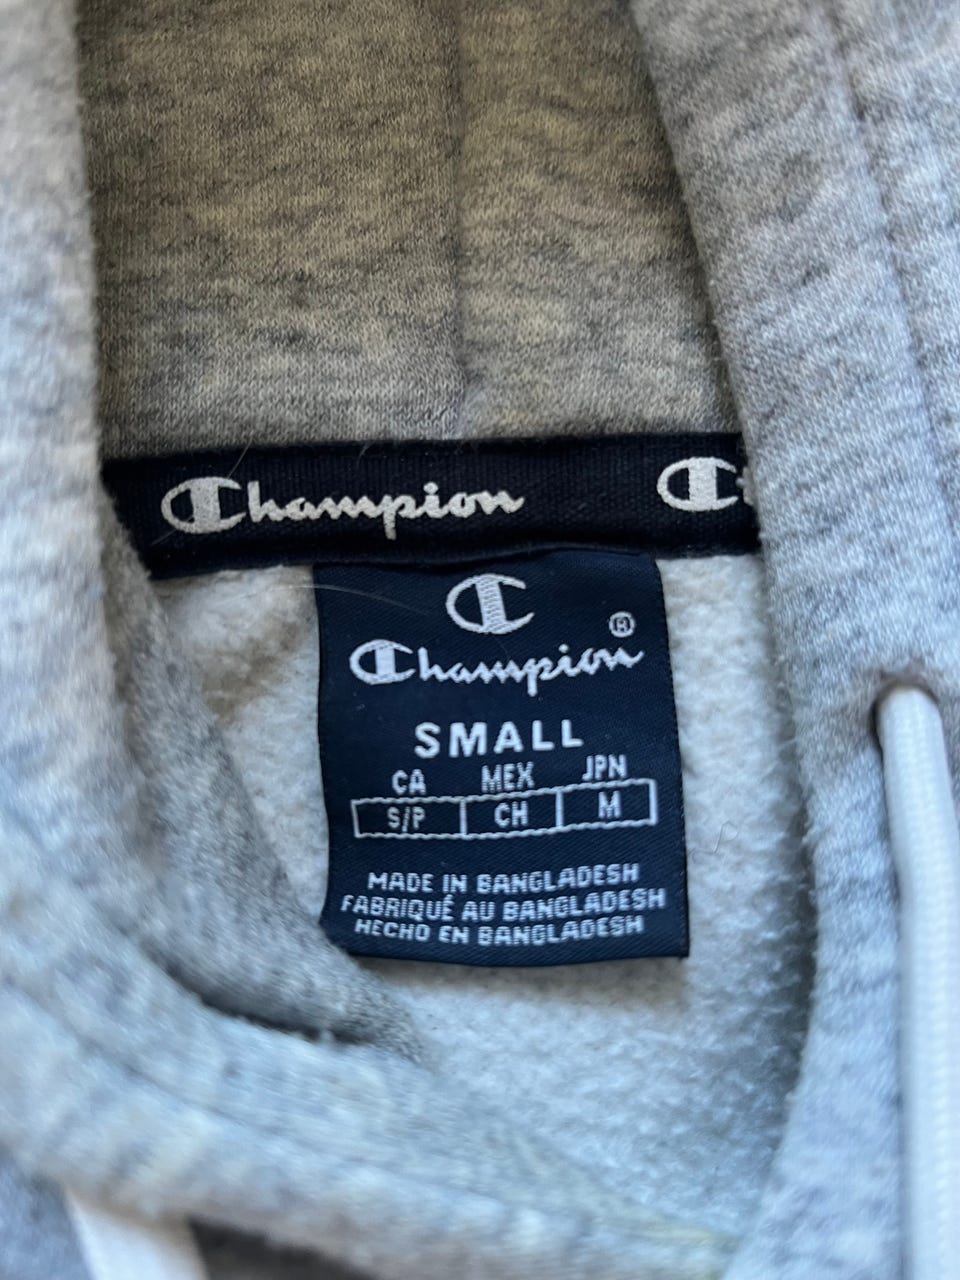 Champion C
Champion®
SMALL
CA MEX JPN
S/P CH M
MADE IN BANGLADESH
FABRIQUÉ AU BANGLADESH
HECHO EN BANGLADESH